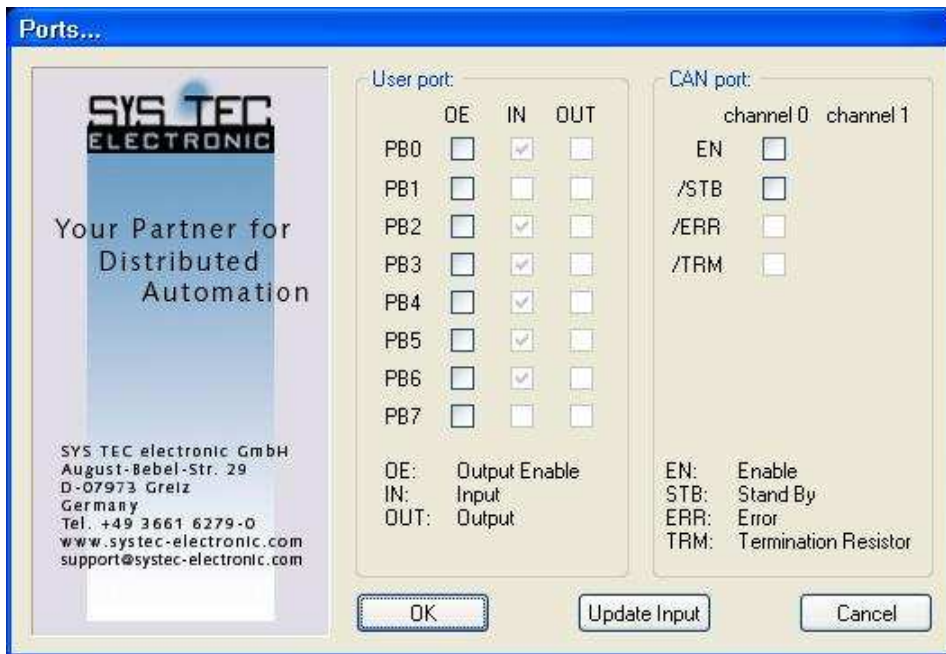 Ports...
SYS TEC
ELECTRONIC
Your Partner for
Distributed
Automation
SYS TEC electronic GmbH
August-Bebel-Str. 29
D-07973 Greiz
Germany
Tel. +49 3661 6279-0
www.systec-electronic.com
support@systec-electronic.com
User port:
OE IN OUT
PB0
PB1
PB2
PB3
PB4
PB5
PB6
PB7
OE: Output Enable
IN: Input
OUT: Output
CAN port:
channel 0 channel 1
EN
/STB
/ERR
/TRM
EN: Enable
STB: Stand By
ERR: Error
TRM: Termination Resistor
OK
Update Input
Cancel